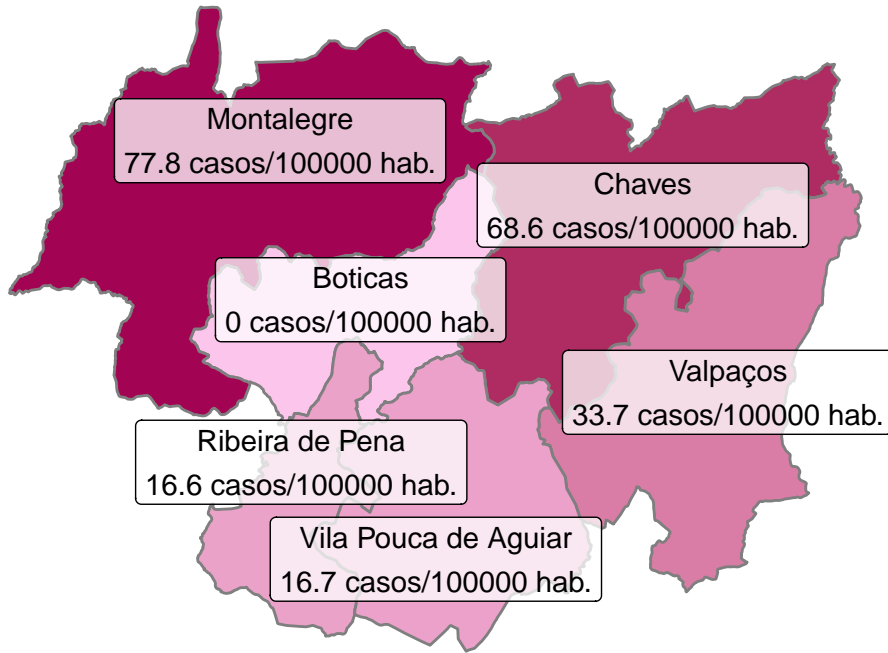 Montalegre
77.8 casos/100000 hab.
Chaves
68.6 casos/100000 hab.
Boticas
0 casos/100000 hab.
Valpaços
33.7 casos/100000 hab.
Ribeira de Pena
16.6 casos/100000 hab.
Vila Pouca de Aguiar
16.7 casos/100000 hab.